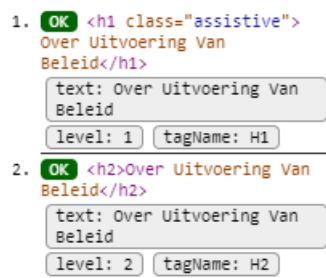 1. OK <h1 class="assistive">
Over Uitvoering Van
Beleid</h1>
text: Over Uitvoering Van
Beleid
level: 1 tagName: H1
2. OK <h2>Over Uitvoering Van
Beleid</h2>
text: Over Uitvoering Van
Beleid
level: 2 tagName: H2